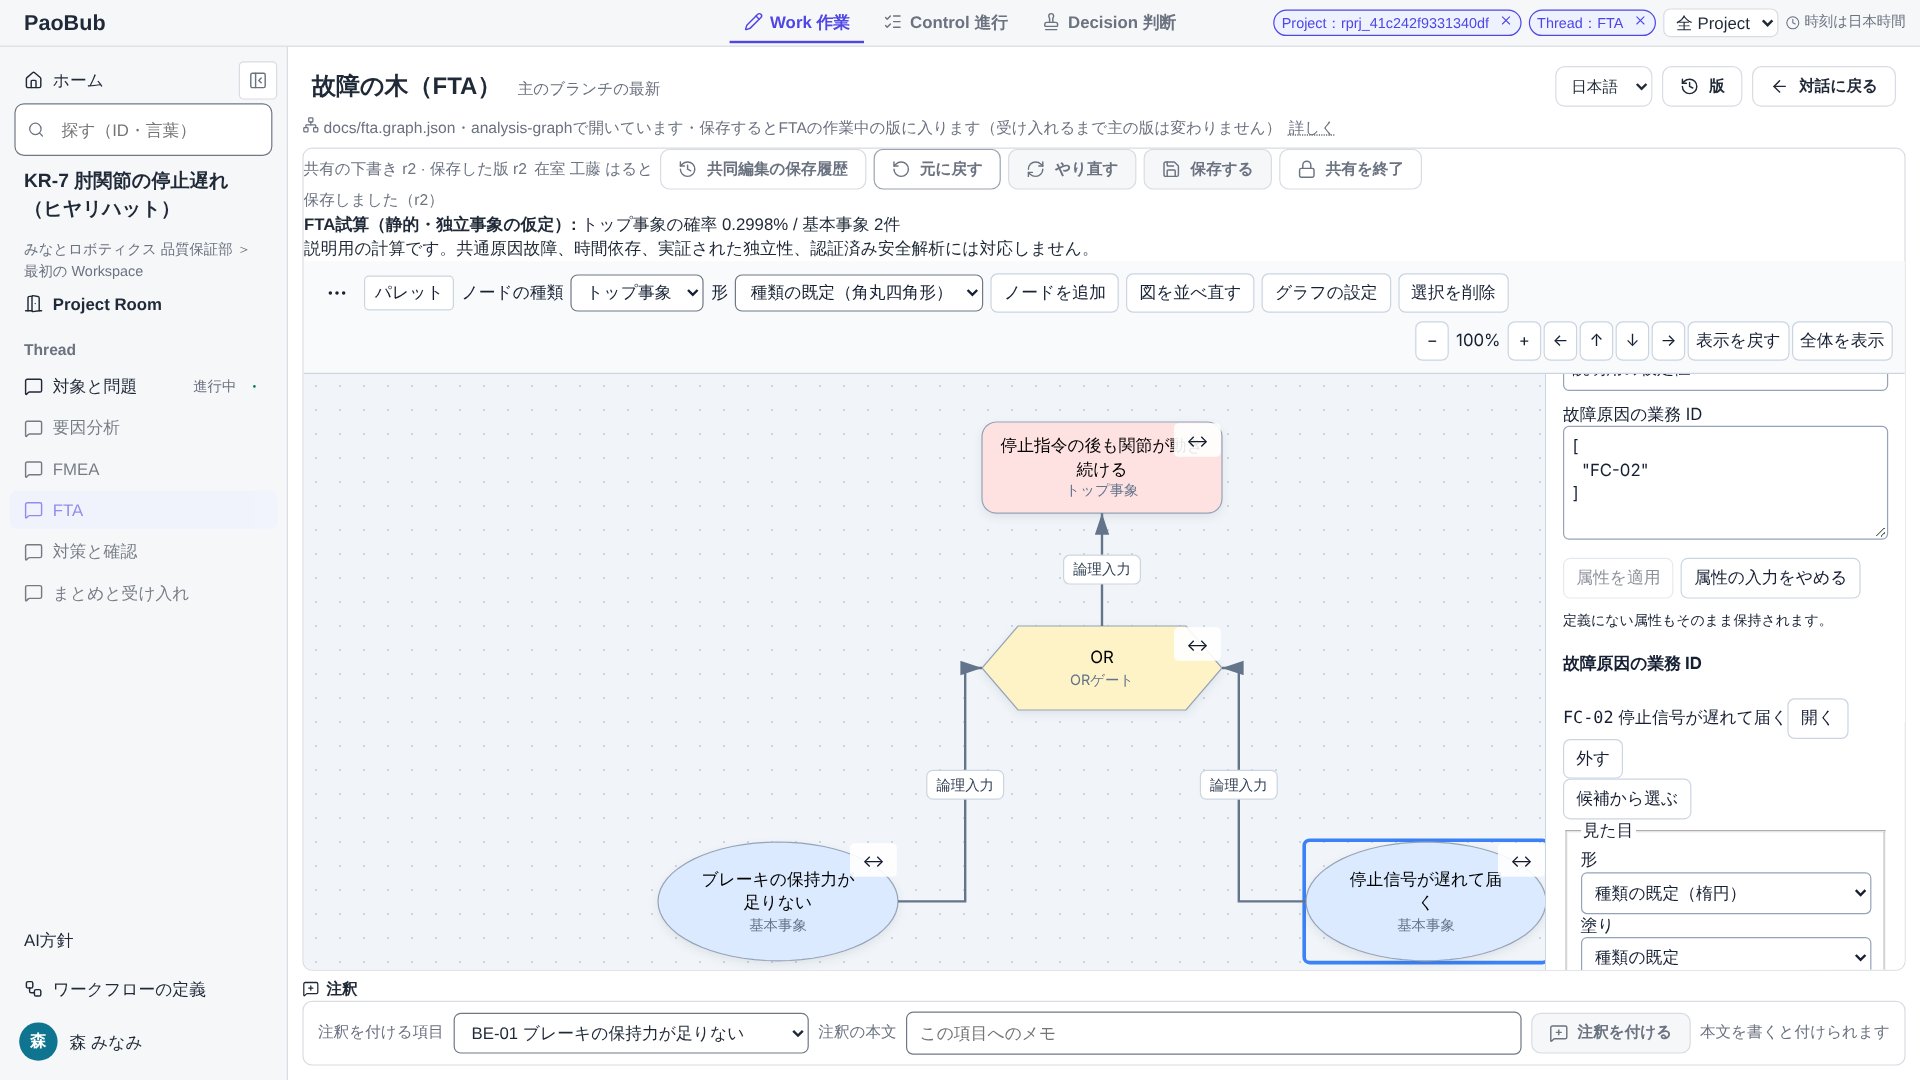 PaoBub
Work 作業
Control 進行
Decision 判断
Project：rprj_41c242f9331340df ×
Thread：FTA ×
全 Project
時刻は日本時間
ホーム
探す（ID・言葉）
KR-7 肘関節の停止遅れ
（ヒヤリハット）
みなとロボティクス 品質保証部 ＞
最初の Workspace
Project Room
Thread
対象と問題 進行中
要因分析
FMEA
FTA
対策と確認
まとめと受け入れ
AI方針
ワークフローの定義
森 森 みなみ
故障の木（FTA） 主のブランチの最新
日本語 版 対話に戻る
docs/fta.graph.json・analysis-graphで開いています・保存するとFTAの作業中の版に入ります（受け入れるまで主の版は変わりません） 詳しく
共有の下書き r2 · 保存した版 r2 在室 工藤 はると 共同編集の保存履歴 元に戻す やり直す 保存する 共有を終了
保存しました（r2）
FTA試算（静的・独立事象の仮定）: トップ事象の確率 0.2998% / 基本事象 2件
説明用の計算です。共通原因故障、時間依存、実証された独立性、認証済み安全解析には対応しません。
パレット ノードの種類 トップ事象 形 種類の既定（角丸四角形） ノードを追加 図を並べ直す グラフの設定 選択を削除
− 100% + ← ↑ ↓ → 表示を戻す 全体を表示
停止指令の後も関節が動き
続ける
トップ事象
論理入力
OR
ORゲート
論理入力
論理入力
ブレーキの保持力が
足りない
基本事象
停止信号が遅れて届
く
基本事象
故障原因の業務 ID
[
"FC-02"
]
属性を適用 属性の入力をやめる
定義にない属性もそのまま保持されます。
故障原因の業務 ID
FC-02 停止信号が遅れて届く 開く
外す
候補から選ぶ
見た目
形
種類の既定（楕円）
塗り
種類の既定
注釈
注釈を付ける項目 BE-01 ブレーキの保持力が足りない 注釈の本文 この項目へのメモ 注釈を付ける 本文を書くと付けられます